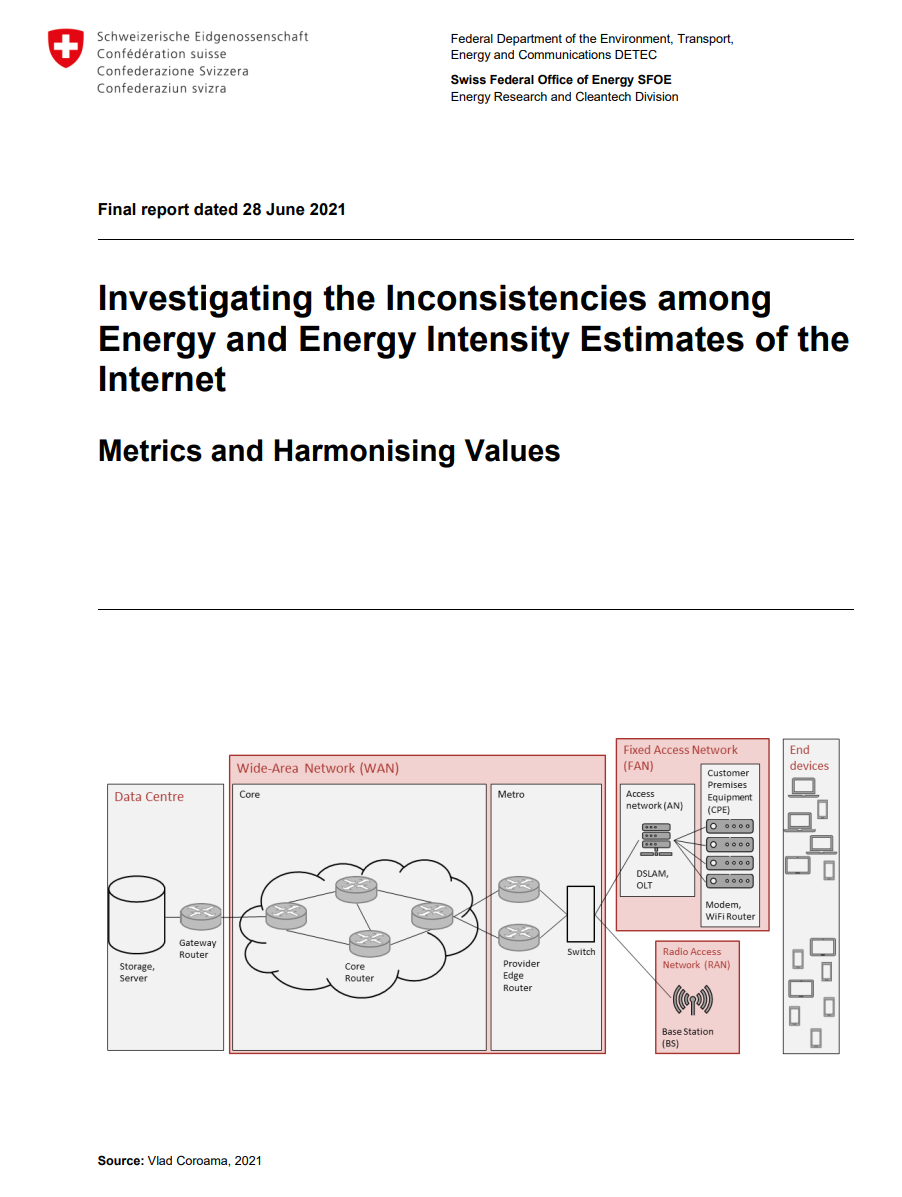 Schweizerische Eidgenossenschaft
Confédération suisse
Confederazione Svizzera
Confederaziun svizra
Federal Department of the Environment, Transport,
Energy and Communications DETEC
Swiss Federal Office of Energy SFOE
Energy Research and Cleantech Division
Final report dated 28 June 2021
Investigating the Inconsistencies among
Energy and Energy Intensity Estimates of the
Internet
Metrics and Harmonising Values
Data Centre
Storage,
Server
Gateway
Router
Wide-Area Network (WAN)
Core
Core
Router
Metro
Provider
Edge
Router
Switch
Fixed Access Network
(FAN)
Access
network (AN)
DSLAM,
OLT
Customer
Premises
Equipment
(CPE)
Modem,
WiFi Router
Radio Access
Network (RAN)
Base Station
(BS)
End
devices
Source: Vlad Coroama, 2021